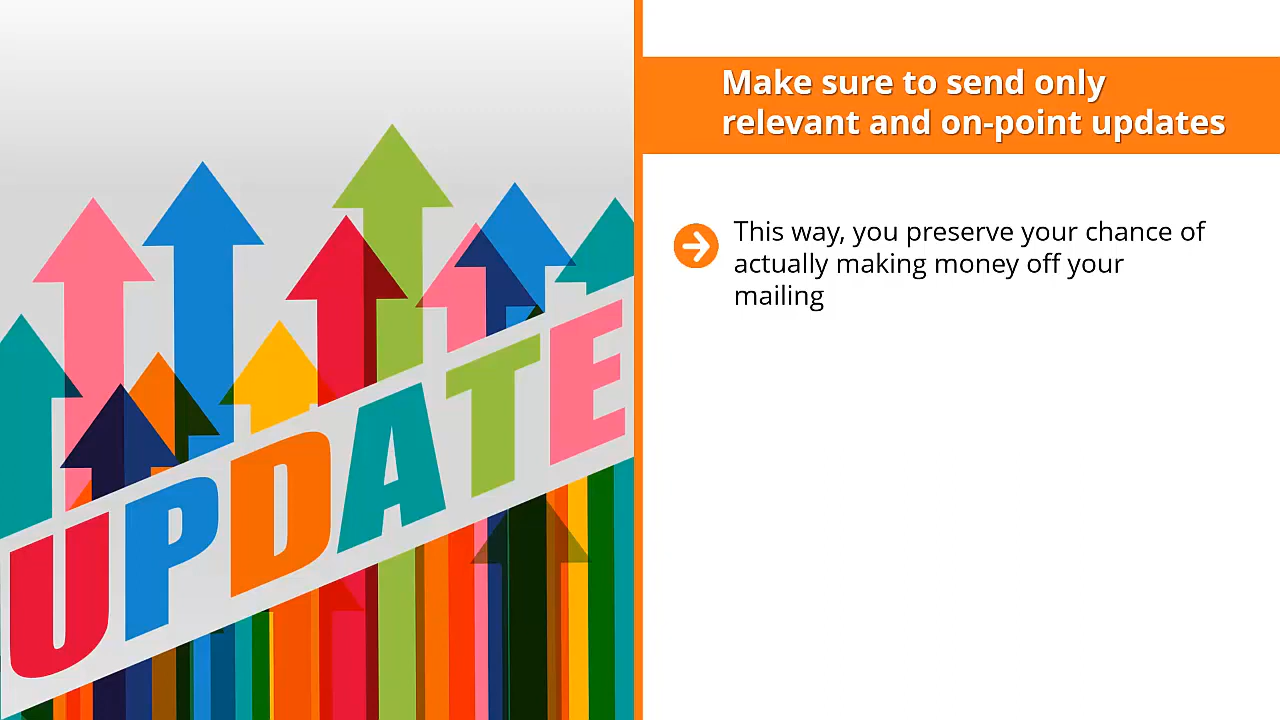 UPDATE
Make sure to send only
relevant and on-point updates
This way, you preserve your chance of
actually making money off your
mailing